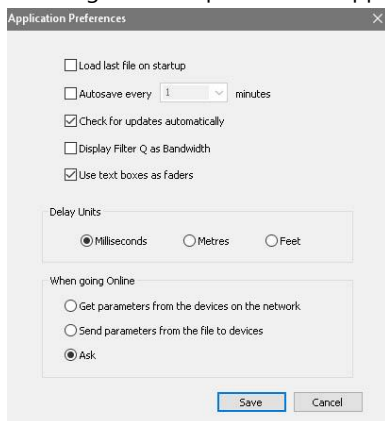 Application Preferences
Load last file on startup
Autosave every 1 minutes
Check for updates automatically
Display Filter Q as Bandwidth
Use text boxes as faders
Delay Units
Milliseconds Metres Feet
When going Online
Get parameters from the devices on the network
Send parameters from the file to devices
Ask
Save Cancel